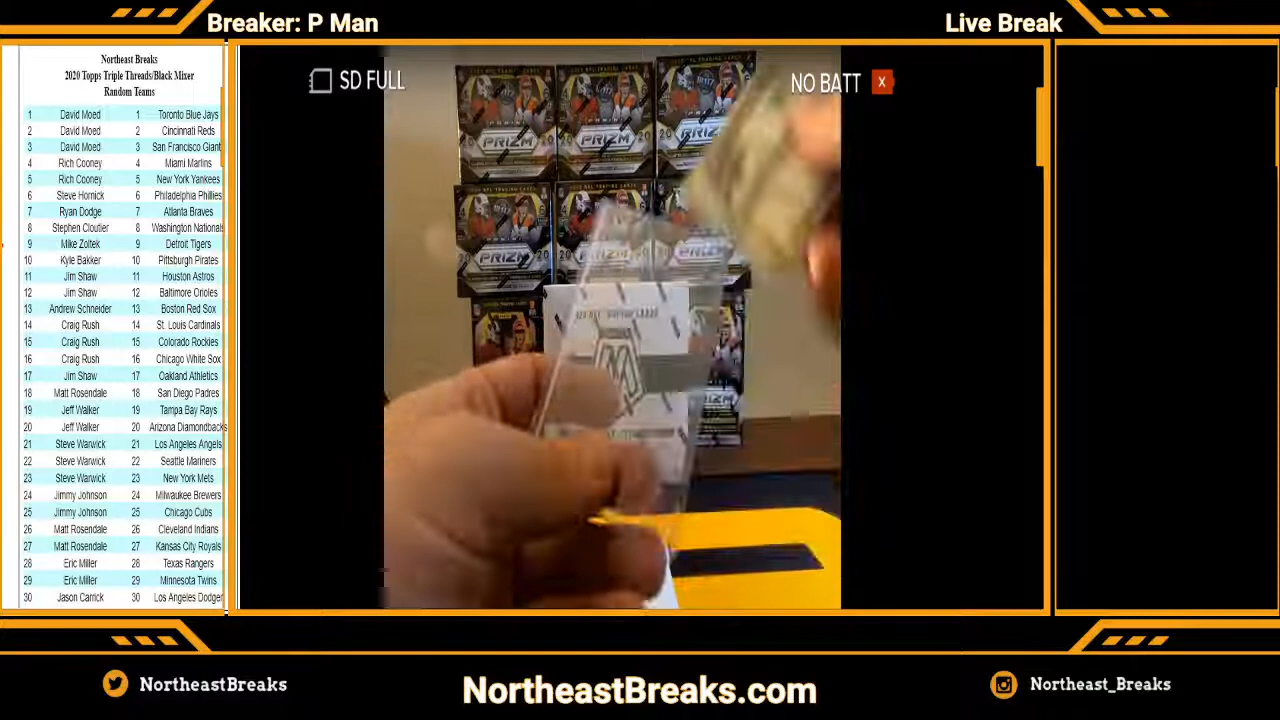 Breaker: P Man
Live Break
Northeast Breaks
2020 Topps Triple Threads/Black Mixer
Random Teams
1 David Moed 1 Toronto Blue Jays
2 David Moed 2 Cincinnati Reds
3 David Moed 3 San Francisco Giant
4 Rich Cooney 4 Miami Marlins
5 Rich Cooney 5 New York Yankees
6 Steve Hornick 6 Philadelphia Phillies
7 Ryan Dodge 7 Atlanta Braves
8 Stephen Cloutier 8 Washington Nationals
9 Mike Zoltek 9 Detroit Tigers
10 Kyle Bakker 10 Pittsburgh Pirates
11 Jim Shaw 11 Houston Astros
12 Jim Shaw 12 Baltimore Orioles
13 Andrew Schneider 13 Boston Red Sox
14 Craig Rush 14 St. Louis Cardinals
15 Craig Rush 15 Colorado Rockies
16 Craig Rush 16 Chicago White Sox
17 Jim Shaw 17 Oakland Athletics
18 Matt Rosendale 18 San Diego Padres
19 Jeff Walker 19 Tampa Bay Rays
20 Jeff Walker 20 Arizona Diamondbacks
21 Steve Warwick 21 Los Angeles Angels
22 Steve Warwick 22 Seattle Mariners
23 Steve Warwick 23 New York Mets
24 Jimmy Johnson 24 Milwaukee Brewers
25 Jimmy Johnson 25 Chicago Cubs
26 Matt Rosendale 26 Cleveland Indians
27 Matt Rosendale 27 Kansas City Royals
28 Eric Miller 28 Texas Rangers
29 Eric Miller 29 Minnesota Twins
30 Jason Carrick 30 Los Angeles Dodger
SD FULL
NO BATT
PRIZM
PRIZM
PRIZM
PRIZM
PRIZM
PRIZM
NortheastBreaks
NortheastBreaks.com
Northeast_Breaks